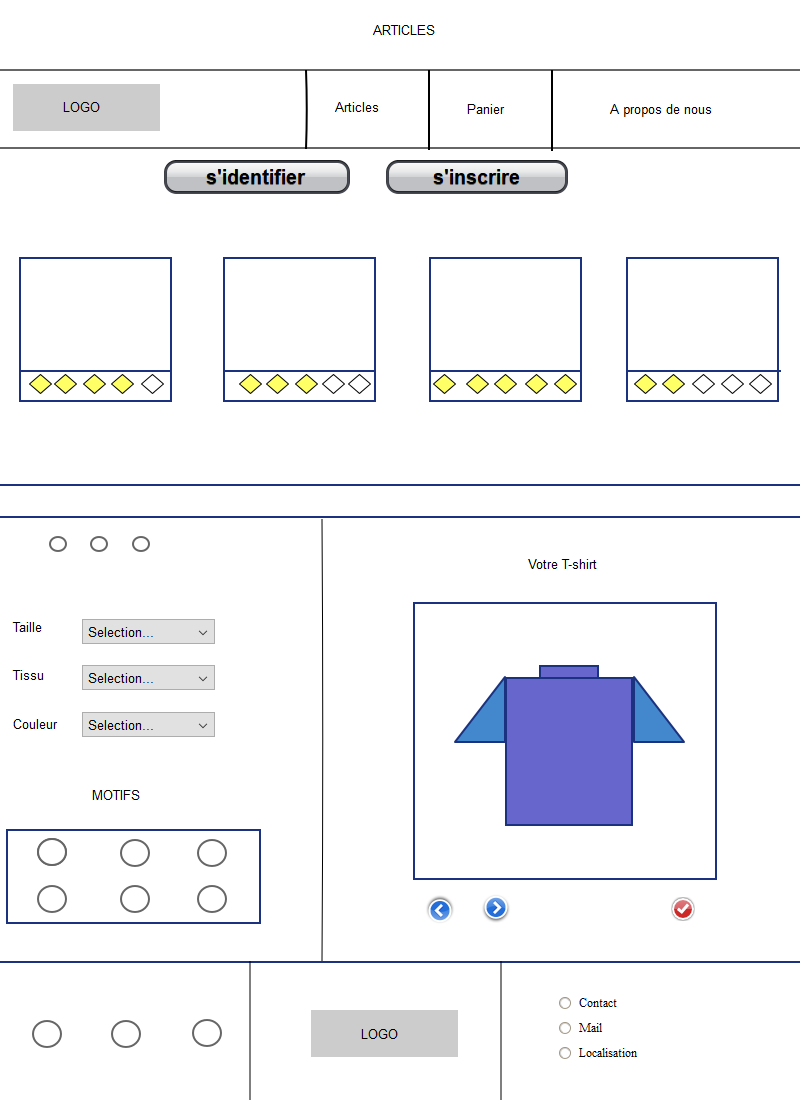 ARTICLES
LOGO
Articles
Panier
A propos de nous
s'identifier
s'inscrire
Votre T-shirt
Taille
Selection...
Tissu
Selection...
Couleur
Selection...
MOTIFS
LOGO
Contact
Mail
Localisation